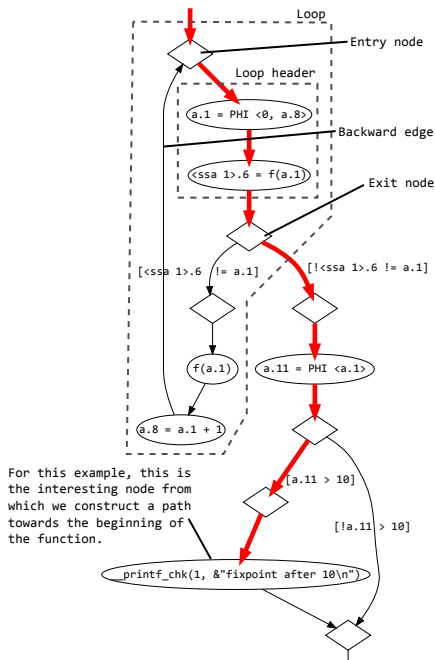 Loop
Entry node
Loop header
a.1 = PHI <0, a.8>
Backward edge
<ssa 1>.6 = f(a.1)
Exit node
[<ssa 1>.6 != a.1]
[!<ssa 1>.6 != a.1]
f(a.1)
a.11 = PHI <a.1>
a.8 = a.1 + 1
For this example, this is
the interesting node from
which we construct a path
towards the beginning of
the function.
[a.11 > 10]
[!a.11 > 10]
__printf_chk(1, &"fixpoint after 10\n")